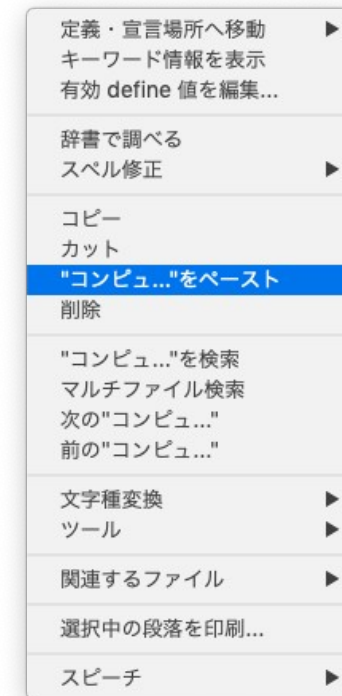 定義・宣言場所へ移動
キーワード情報を表示
有効 define 値を編集...
辞書で調べる
スペル修正
コピー
カット
"コンピュ..."をペースト
削除
"コンピュ..."を検索
マルチファイル検索
次の"コンピュ..."
前の"コンピュ..."
文字種変換
ツール
関連するファイル
選択中の段落を印刷...
スピーチ